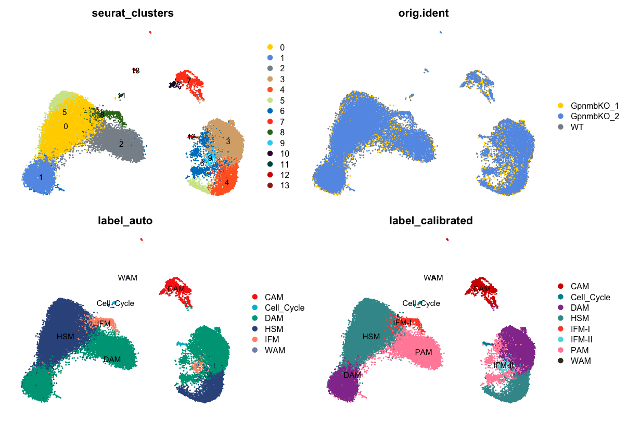 seurat_clusters
13
5
0
2
1
12
3
4
0
1
2
3
4
5
6
7
8
9
10
11
12
13
orig.ident
GpnmbKO_1
GpnmbKO_2
WT
label_auto
WAM
CAM
Cell_Cycle
IFM
HSM
DAM
CAM
Cell_Cycle
DAM
HSM
IFM
WAM
label_calibrated
WAM
CAM
Cell_Cycle
IFM-I
HSM
PAM
DAM
IFM-II
CAM
Cell_Cycle
DAM
HSM
IFM-I
IFM-II
PAM
WAM